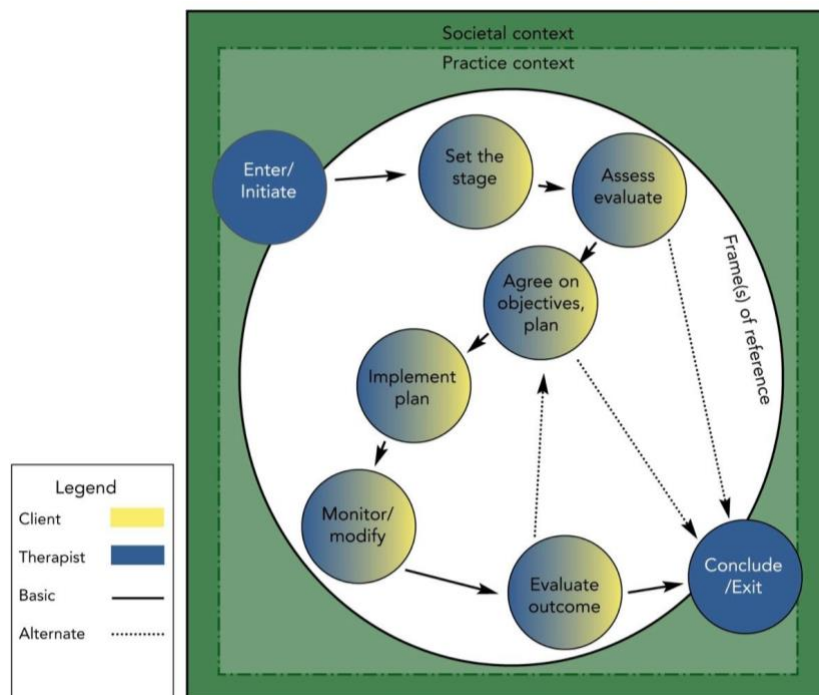 Societal context
Practice context
Enter/
Initiate
Set the
stage
Assess
evaluate
Agree on
objectives,
plan
Frame(s) of reference
Implement
plan
Monitor/
modify
Evaluate
outcome
Conclude
/Exit
Legend
Client
Therapist
Basic
Alternate